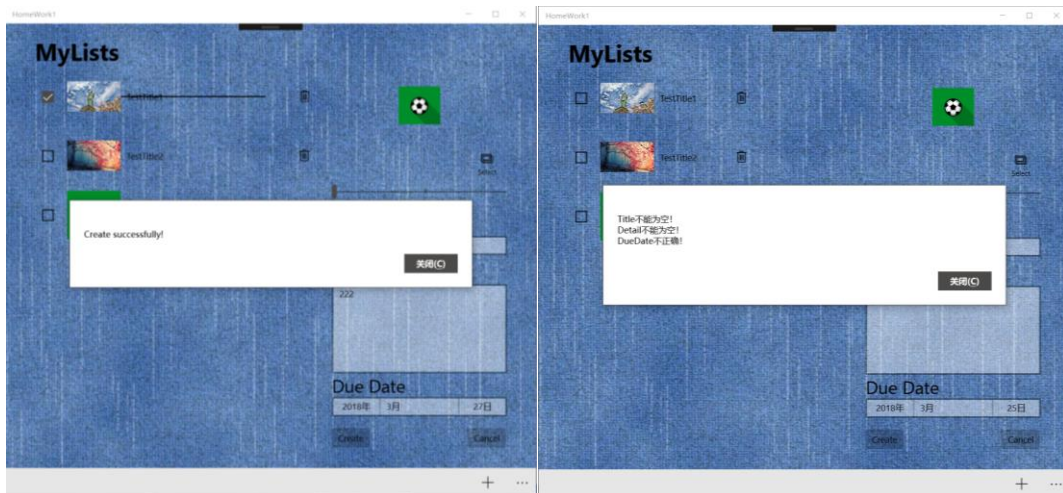 HomeWork1
MyLists
TestTitle1
TestTitle2
Select
Create successfully!
关闭(C)
222
Due Date
2018年 3月 27日
Create Cancel
HomeWork1
MyLists
TestTitle1
TestTitle2
Select
Title不能为空!
Detail不能为空!
DueDate不正确!
关闭(C)
Due Date
2018年 3月 25日
Create Cancel